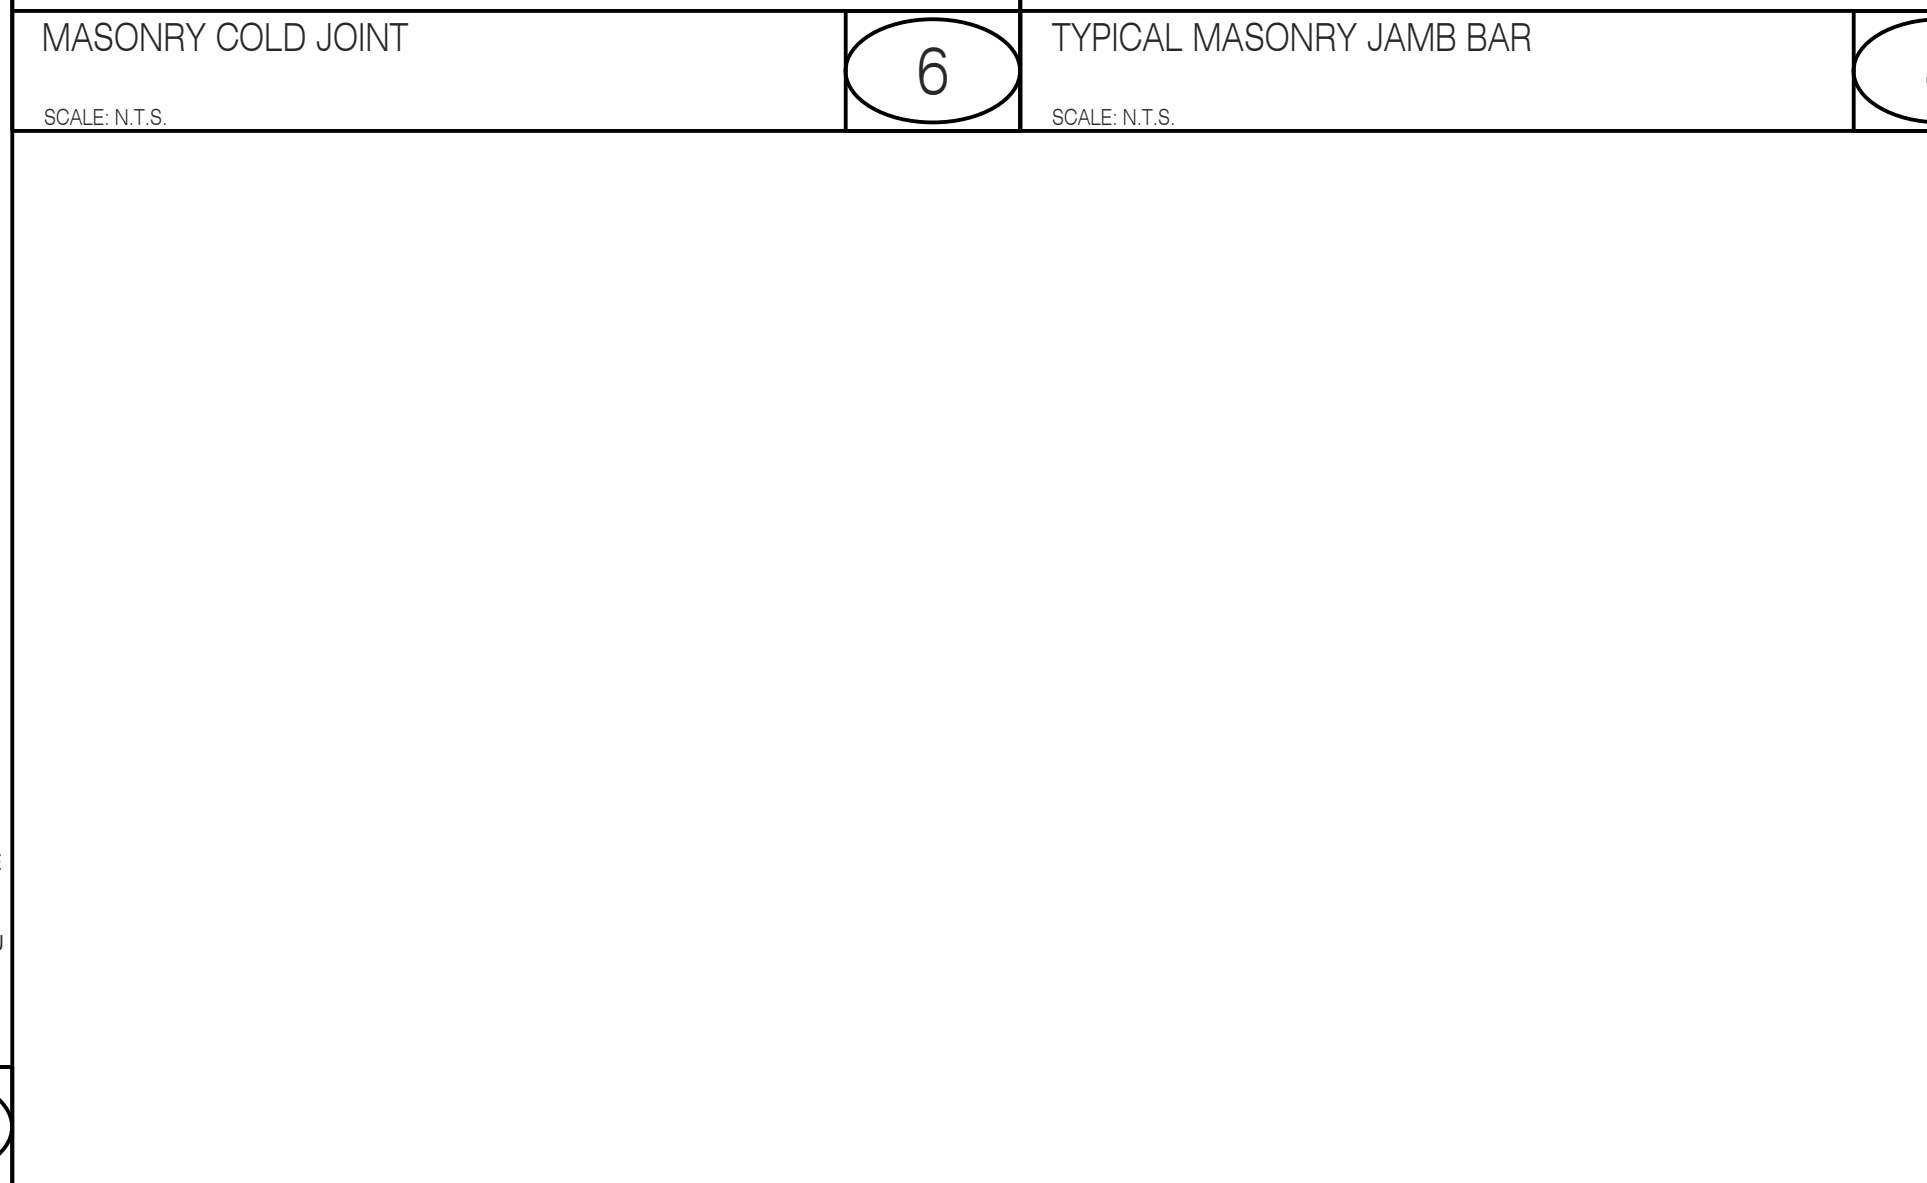 MASONRY COLD JOINT
SCALE: N.T.S.
6
TYPICAL MASONRY JAMB BAR
SCALE: N.T.S.